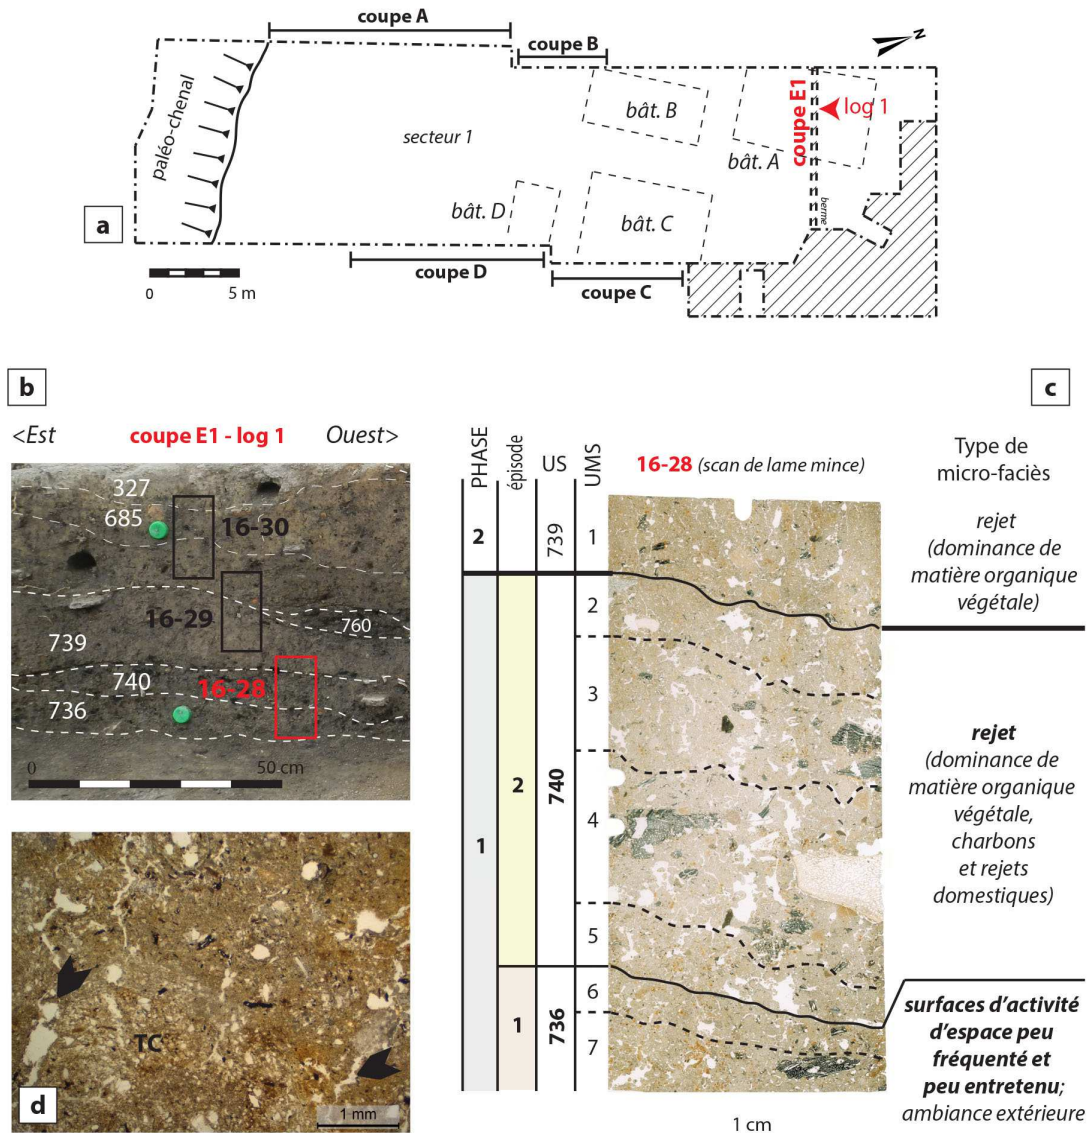 coupe A
coupe B
N
paléo-chenal
secteur 1
bât. B
bât. A
coupe E1
log 1
berme
bât. D
bât. C
a
coupe D
coupe C
0 5 m
b
<Est coupe E1 - log 1 Ouest>
327
685
16-30
16-29
760
739
740
16-28
736
0 50 cm
TC
d
1 mm
c
PHASE
épisode
US
UMS
16-28 (scan de lame mince)
Type de
micro-faciès
2
739
1
rejet
(dominance de
matière organique
végétale)
1
2
740
2
3
4
5
rejet
(dominance de
matière organique
végétale,
charbons
et rejets
domestiques)
1
736
6
7
surfaces d'activité
d'espace peu
fréquenté et
peu entretenu;
ambiance extérieure
1 cm